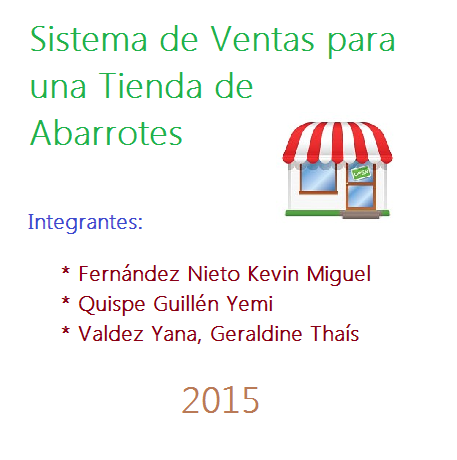 Sistema de Ventas para
una Tienda de
Abarrotes
Integrantes:
* Fernández Nieto Kevin Miguel
* Quispe Guillén Yemi
* Valdez Yana, Geraldine Thaís
2015